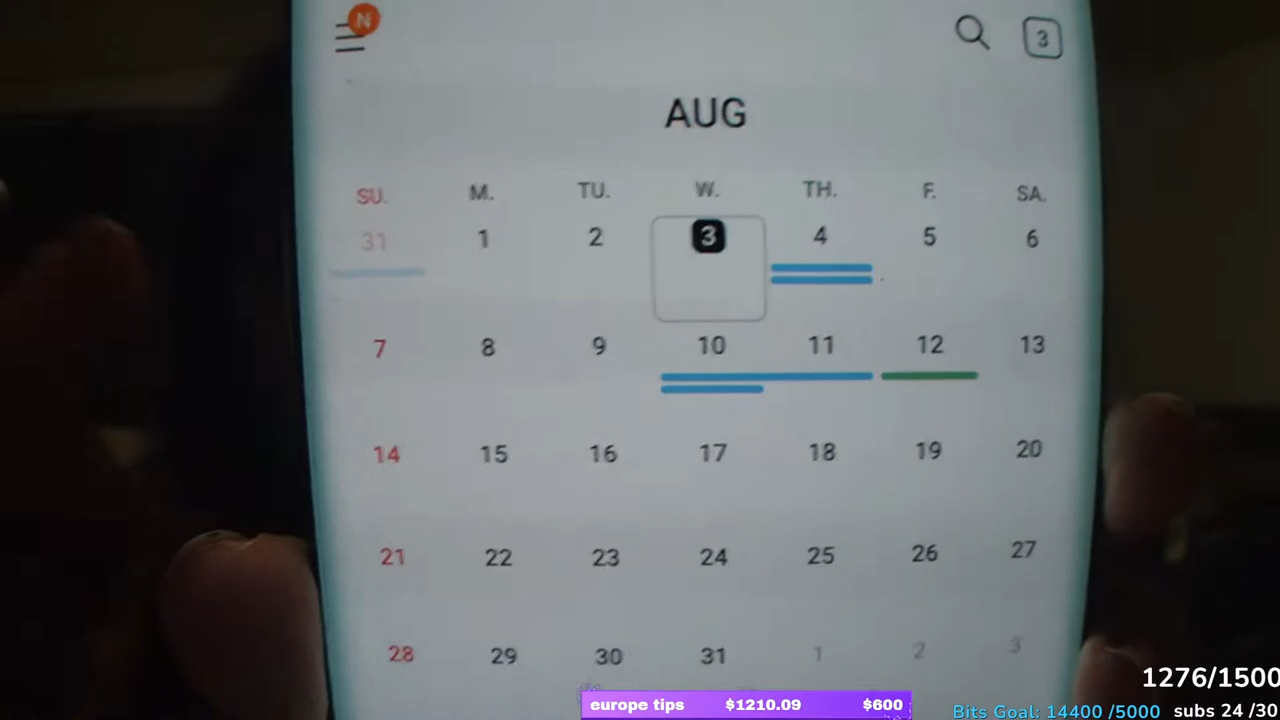 N
3
AUG
SU. M. TU. W. TH. F. SA.
31 1 2 3 4 5 6
7 8 9 10 11 12 13
14 15 16 17 18 19 20
21 22 23 24 25 26 27
28 29 30 31 1 2 3
1276/1500
europe tips $1210.09 $600
Bits Goal: 14400 /5000 subs 24 /30